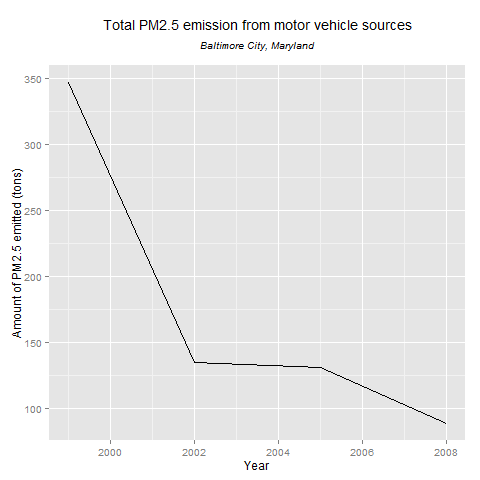 Total PM2.5 emission from motor vehicle sources
Baltimore City, Maryland
Amount of PM2.5 emitted (tons)
350
300
250
200
150
100
2000
2002
2004
2006
2008
Year